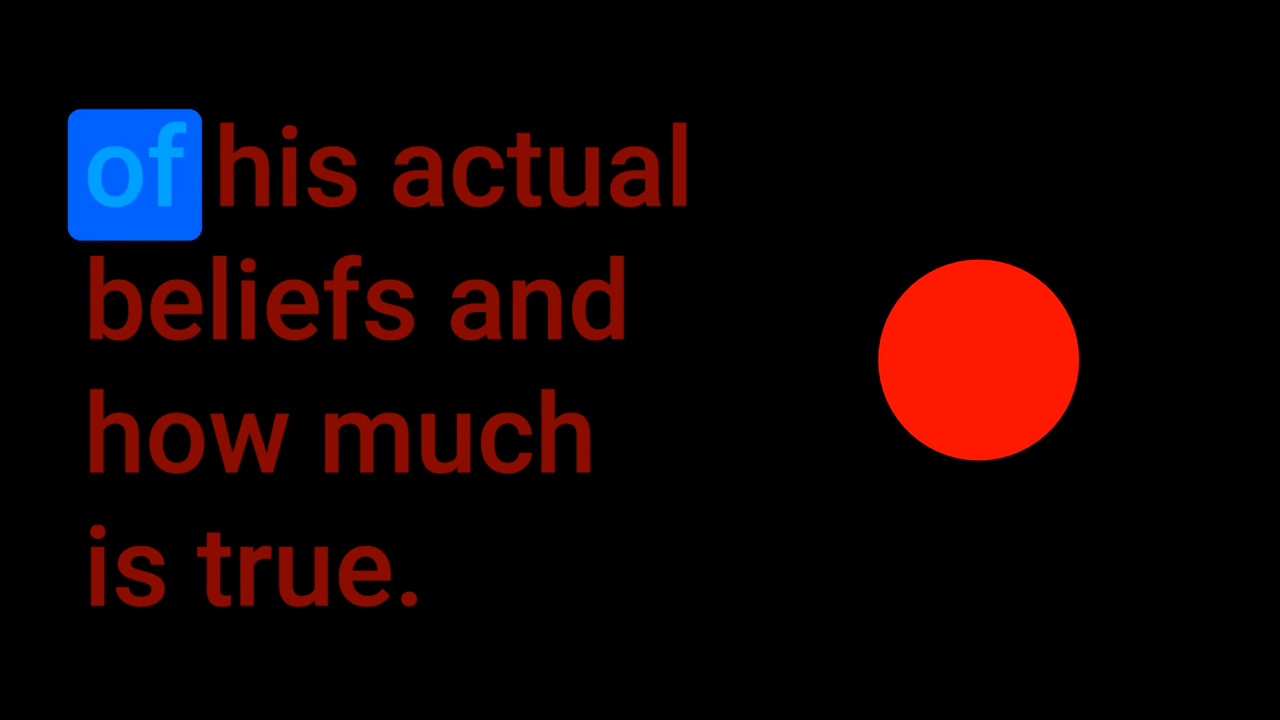 of his actual
beliefs and
how much
is true.